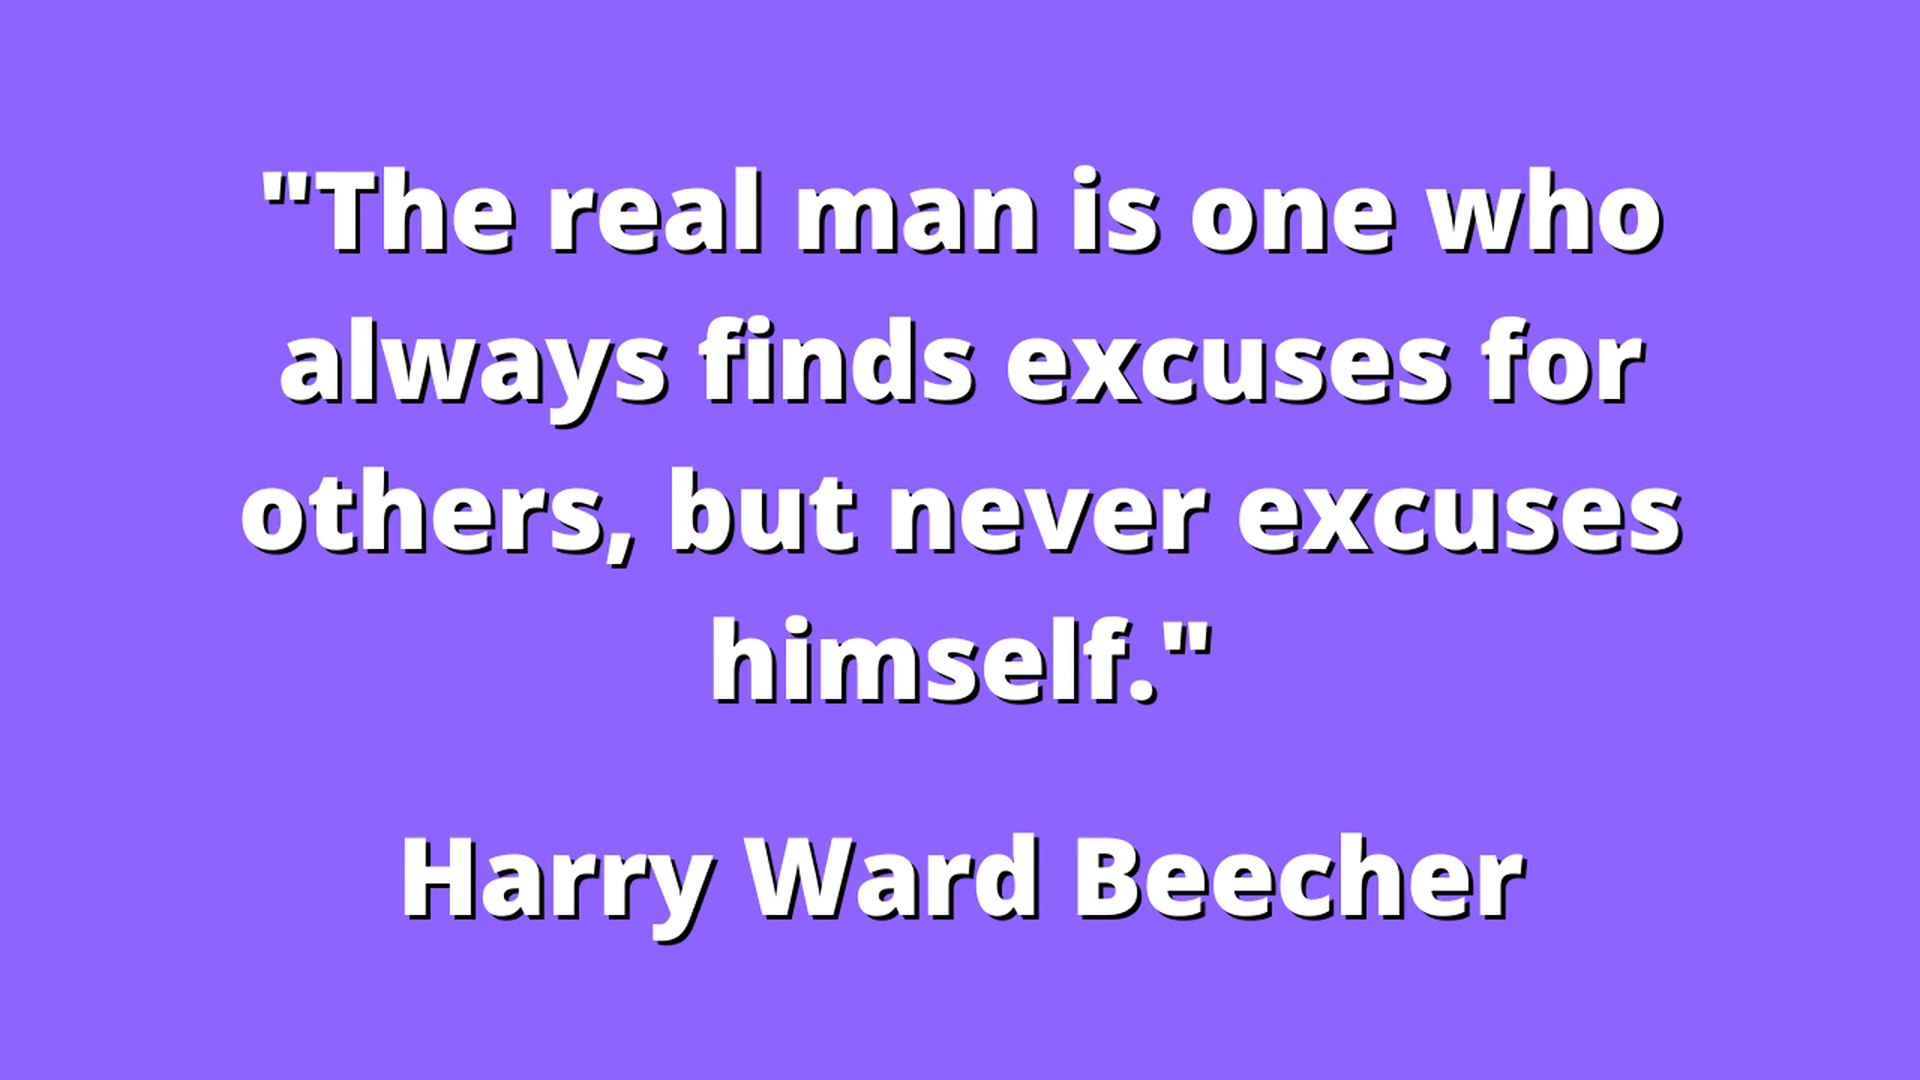 "The real man is one who
always finds excuses for
others, but never excuses
himself."
Harry Ward Beecher